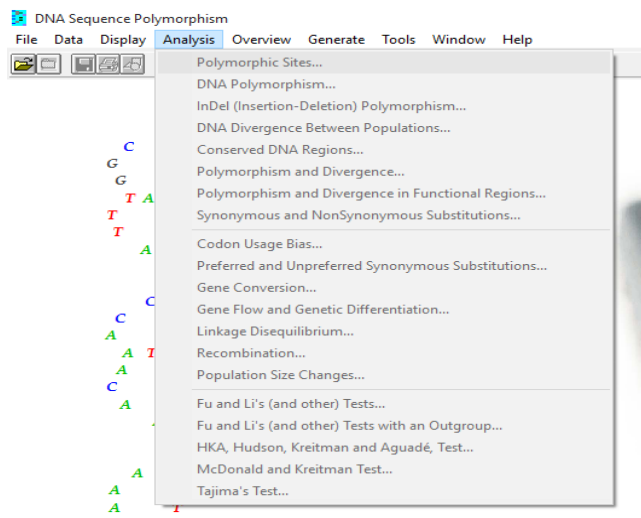 DNA Sequence Polymorphism
File Data Display Analysis Overview Generate Tools Window Help
Polymorphic Sites...
DNA Polymorphism...
InDel (Insertion-Deletion) Polymorphism...
DNA Divergence Between Populations...
C
Conserved DNA Regions...
G
Polymorphism and Divergence...
G
Polymorphism and Divergence in Functional Regions...
T A
Synonymous and NonSynonymous Substitutions...
T
T
Codon Usage Bias...
A
Preferred and Unpreferred Synonymous Substitutions...
Gene Conversion...
C
Gene Flow and Genetic Differentiation...
C
Linkage Disequilibrium...
A
Recombination...
A T
Population Size Changes...
A
C
Fu and Li's (and other) Tests...
A
Fu and Li's (and other) Tests with an Outgroup...
HKA, Hudson, Kreitman and Aguadé, Test...
McDonald and Kreitman Test...
A
Tajima's Test...
A
A T